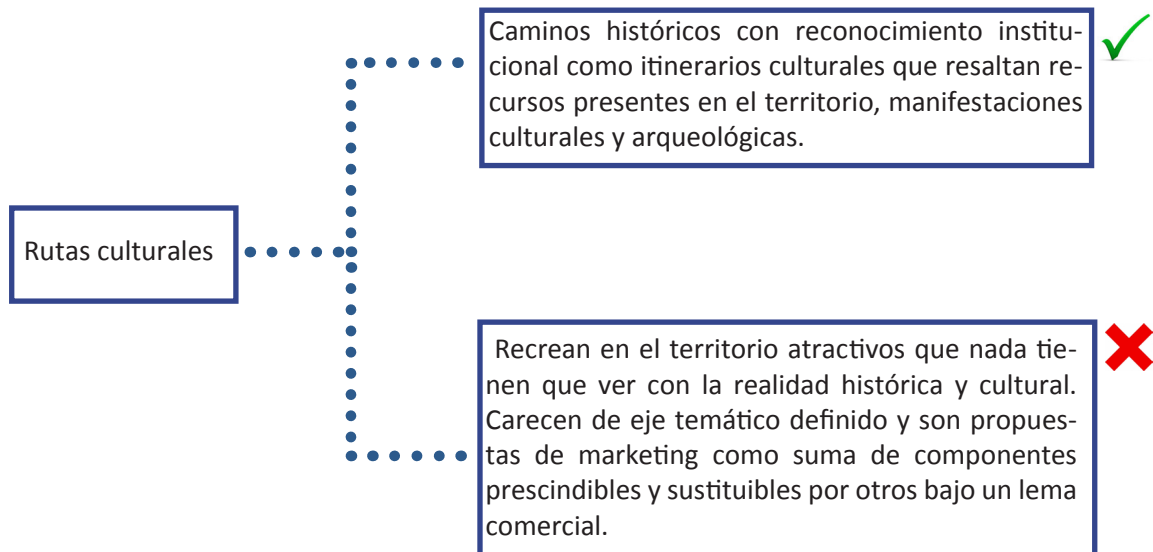 Caminos históricos con reconocimiento institu-
cional como itinerarios culturales que resaltan re-
cursos presentes en el territorio, manifestaciones
culturales y arqueológicas.
Rutas culturales
Recrean en el territorio atractivos que nada tie-
nen que ver con la realidad histórica y cultural.
Carecen de eje temático definido y son propues-
tas de marketing como suma de componentes
prescindibles y sustituibles por otros bajo un lema
comercial.